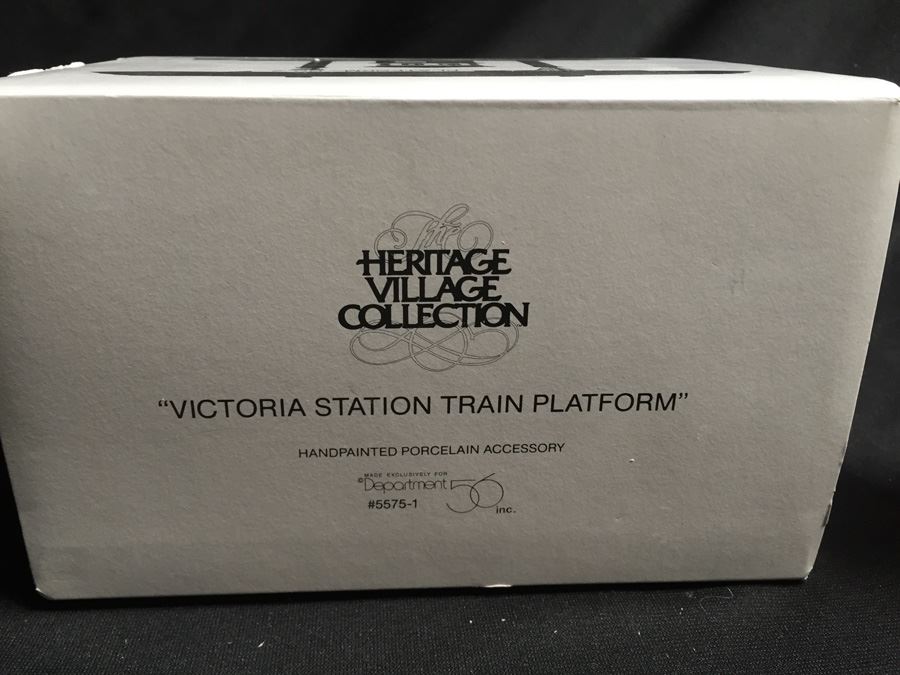 The
HERITAGE
VILLAGE
COLLECTION
“VICTORIA STATION TRAIN PLATFORM”
HANDPAINTED PORCELAIN ACCESSORY
MADE EXCLUSIVELY FOR
©Department 56
#5575-1
inc.